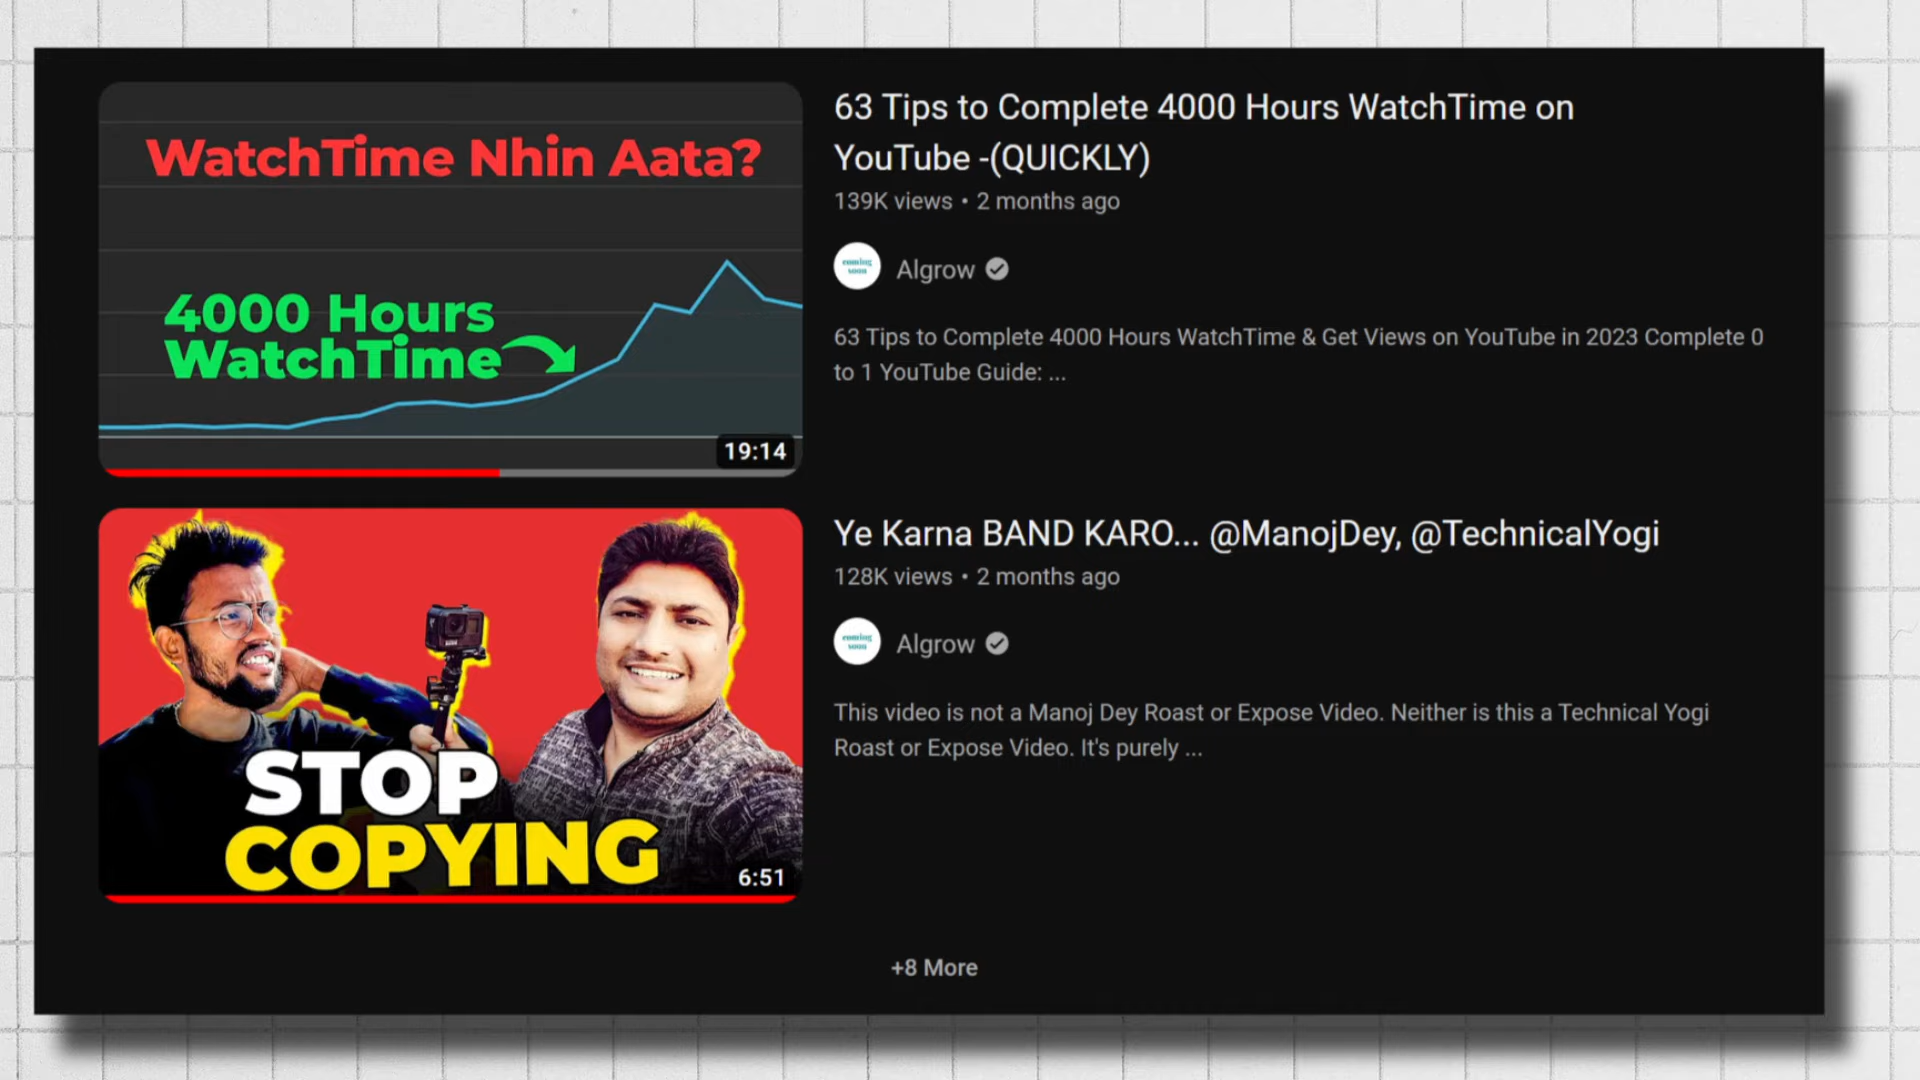 WatchTime Nhin Aata?
4000 Hours
WatchTime
19:14
63 Tips to Complete 4000 Hours WatchTime on
YouTube -(QUICKLY)
139K views • 2 months ago
coming
soon
Algrow
63 Tips to Complete 4000 Hours WatchTime & Get Views on YouTube in 2023 Complete 0
to 1 YouTube Guide: ...
STOP
COPYING
6:51
Ye Karna BAND KARO... @ManojDey, @TechnicalYogi
128K views • 2 months ago
coming
soon
Algrow
This video is not a Manoj Dey Roast or Expose Video. Neither is this a Technical Yogi
Roast or Expose Video. It's purely ...
+8 More